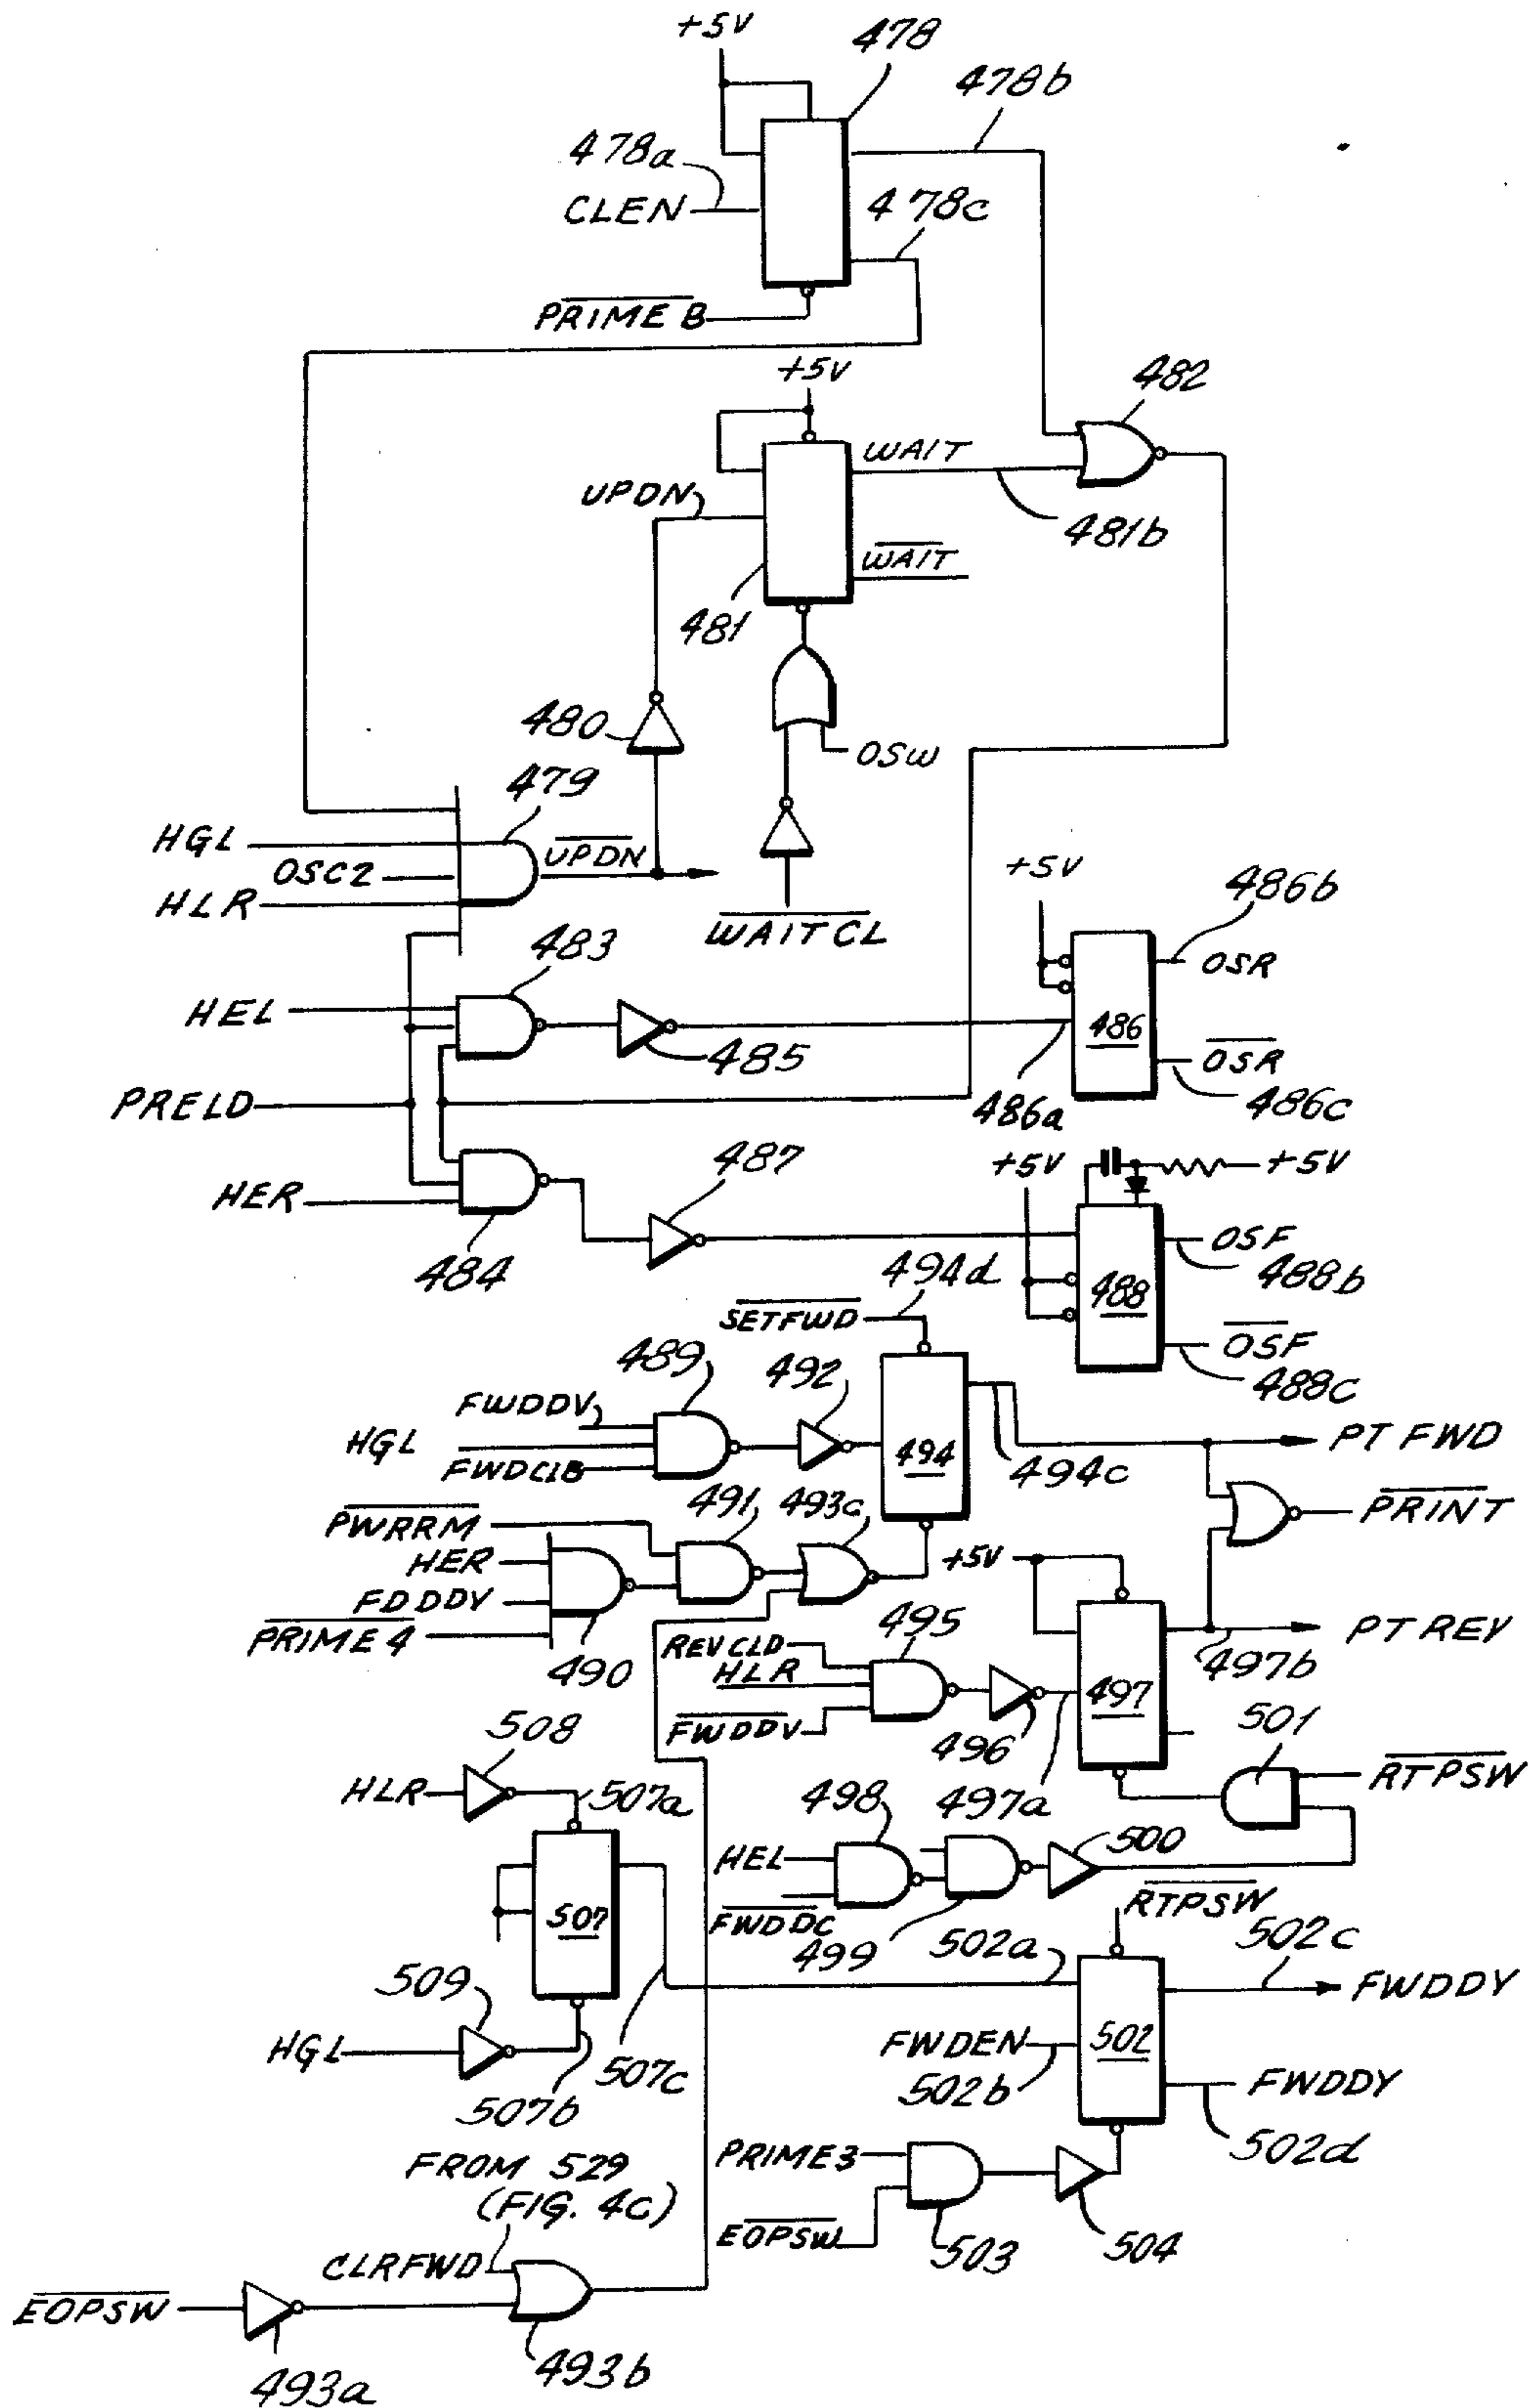 +5V
478
478b
478a
CLEN
478c
PRIME B
+5V
482
WAIT
UPDN
481b
WAIT
481
480
OSW
479
HGL
UPDN
OSC2
HLR
WAITCL
+5V
486b
483
OSR
HEL
486
485
OSR
PRELD
486a
486c
487
+5V
+5V
HER
OSF
484
494d
488
488b
SETFWD
OSF
489
492
488c
FWDDV
HGL
494
PT FWD
FWDCLB
494c
491
493c
PRINT
PWRRM
HER
+5V
FDDDV
495
PRIME 4
REVCLD
PT REV
490
HLR
497b
497
501
508
FWDDV
496
RTPSW
HLR
507a
498
497a
500
HEL
RTPSW
507
FWDDC
499
502a
502c
509
FWDDY
FWDEN
502
HGL
507c
502b
FWDDY
507b
PRIME3
502d
FROM 529
(FIG. 4c)
EOPSW
503
504
CLRFWD
EOPSW
493b
493a